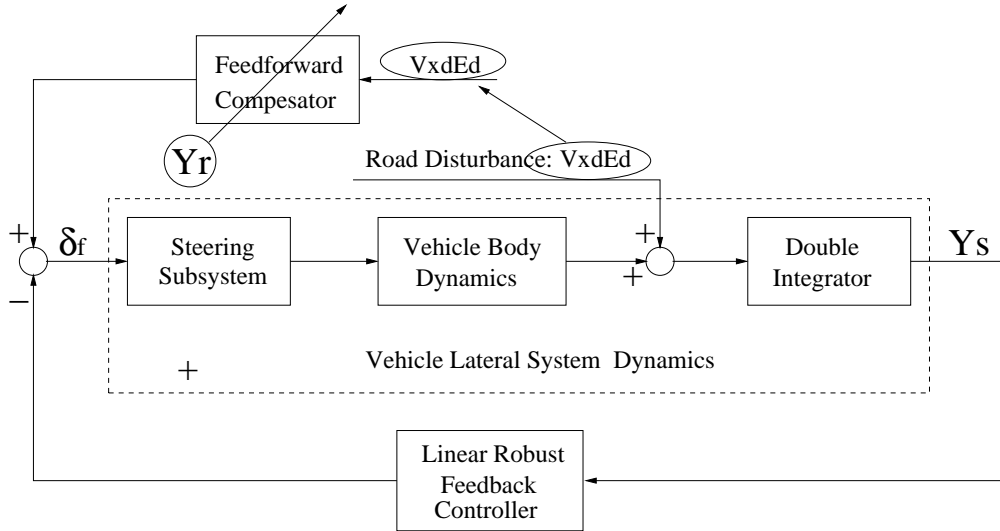 Feedforward
Compesator
VxdEd
Yr
Road Disturbance: VxdEd
+
δf
−
Steering
Subsystem
Vehicle Body
Dynamics
+
+
Double
Integrator
Ys
+
Vehicle Lateral System Dynamics
Linear Robust
Feedback
Controller